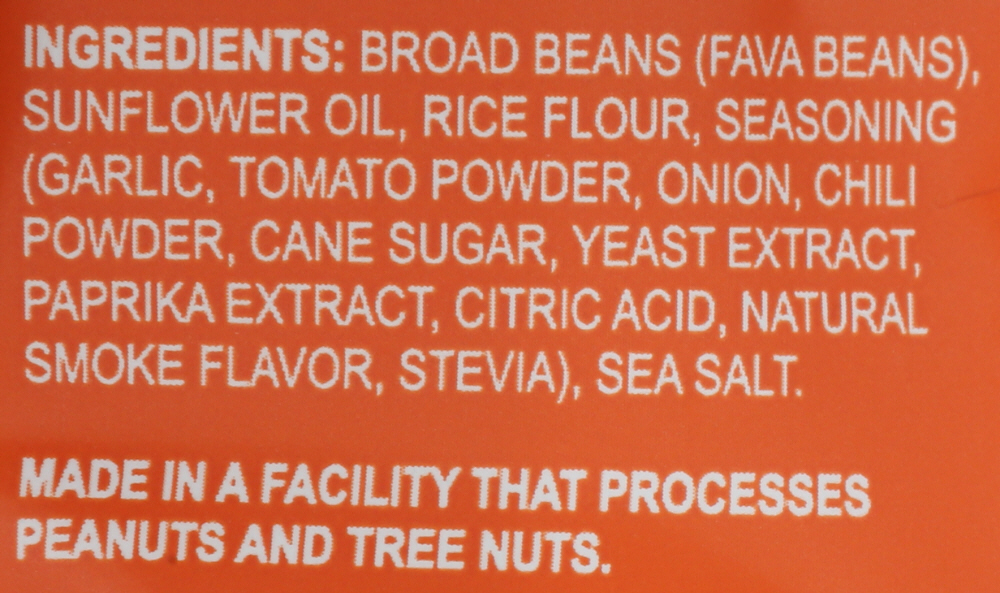 INGREDIENTS: BROAD BEANS (FAVA BEANS),
SUNFLOWER OIL, RICE FLOUR, SEASONING
(GARLIC, TOMATO POWDER, ONION, CHILI
POWDER, CANE SUGAR, YEAST EXTRACT,
PAPRIKA EXTRACT, CITRIC ACID, NATURAL
SMOKE FLAVOR, STEVIA), SEA SALT.
MADE IN A FACILITY THAT PROCESSES
PEANUTS AND TREE NUTS.